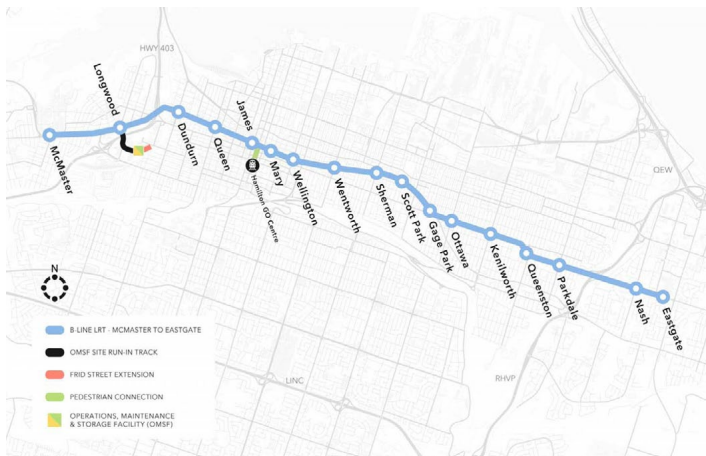 HWY 403
Longwood
McMaster
Dundurn
Queen
James
Hamilton GO Centre
Mary
Wellington
Wentworth
Sherman
Scott Park
Gage Park
Ottawa
Kenilworth
Queenston
Parkdale
Nash
Eastgate
QEW
N
B-LINE LRT - MCMASTER TO EASTGATE
OMSF SITE RUN-IN TRACK
FRID STREET EXTENSION
PEDESTRIAN CONNECTION
OPERATIONS, MAINTENANCE
& STORAGE FACILITY (OMSF)
LINC
RHVP